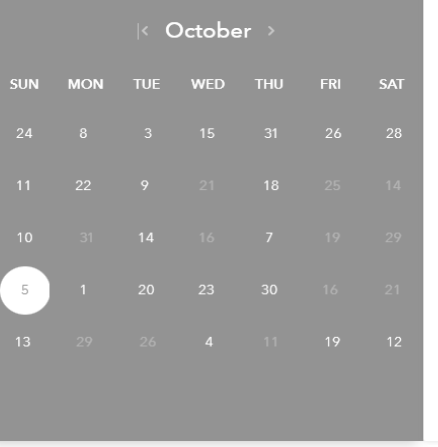 October
SUN MON TUE WED THU FRI SAT
24 8 3 15 31 26 28
11 22 9 21 18 25 14
10 31 14 16 7 19 29
5 1 20 23 30 16 21
13 29 26 4 11 19 12